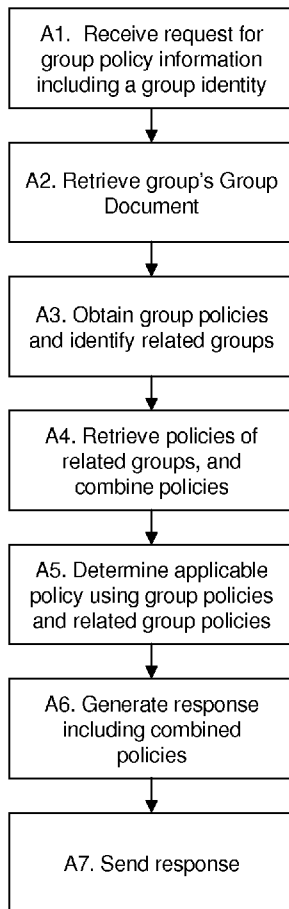 A1. Receive request for
group policy information
including a group identity
A2. Retrieve group's Group
Document
A3. Obtain group policies
and identify related groups
A4. Retrieve policies of
related groups, and
combine policies
A5. Determine applicable
policy using group policies
and related group policies
A6. Generate response
including combined
policies
A7. Send response